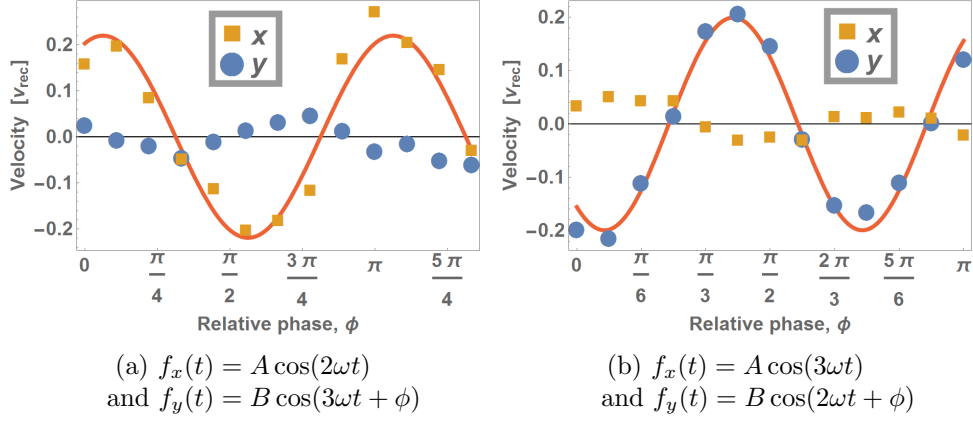 0.2
0.1
0.0
-0.1
-0.2
Velocity [v_rec]
x
y
0
π/4
π/2
3π/4
π
5π/4
Relative phase, ϕ
(a) f_x(t) = A cos(2ωt)
and f_y(t) = B cos(3ωt + ϕ)
0.2
0.1
0.0
-0.1
-0.2
Velocity [v_rec]
x
y
0
π/6
π/3
π/2
2π/3
5π/6
π
Relative phase, ϕ
(b) f_x(t) = A cos(3ωt)
and f_y(t) = B cos(2ωt + ϕ)